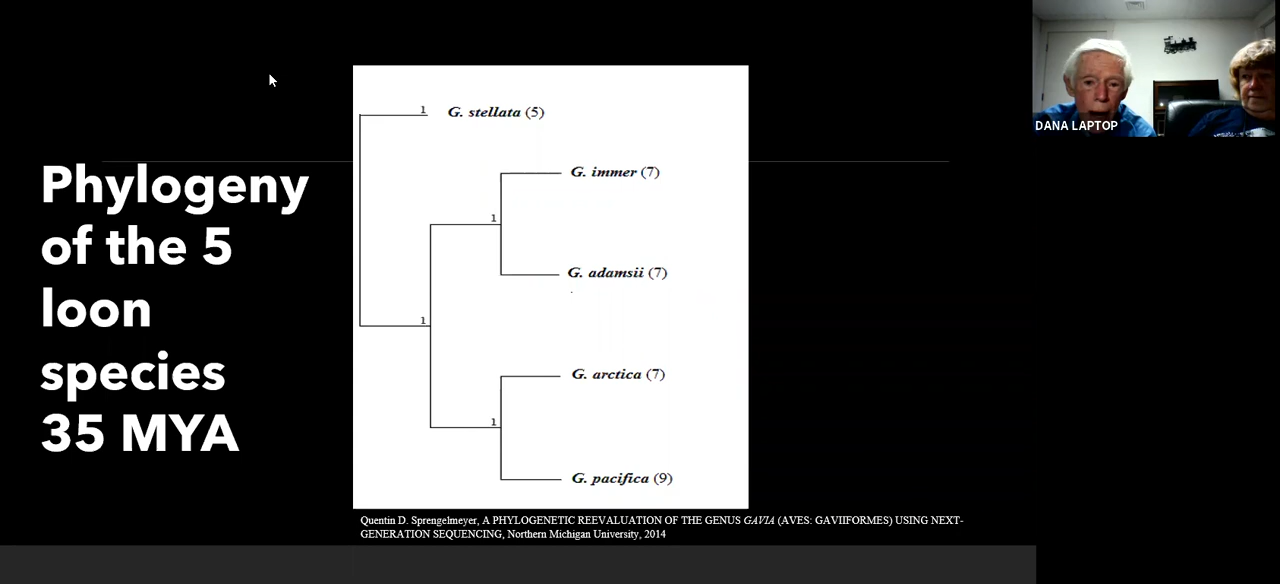 DANA LAPTOP
Phylogeny
of the 5
loon
species
35 MYA
1
G. stellata (5)
G. immer (7)
1
G. adamsii (7)
1
G. arctica (7)
1
G. pacifica (9)
Quentin D. Sprengelmeyer, A PHYLOGENETIC REEVALUATION OF THE GENUS GAVIA (AVES: GAVIIFORMES) USING NEXT-
GENERATION SEQUENCING, Northern Michigan University, 2014